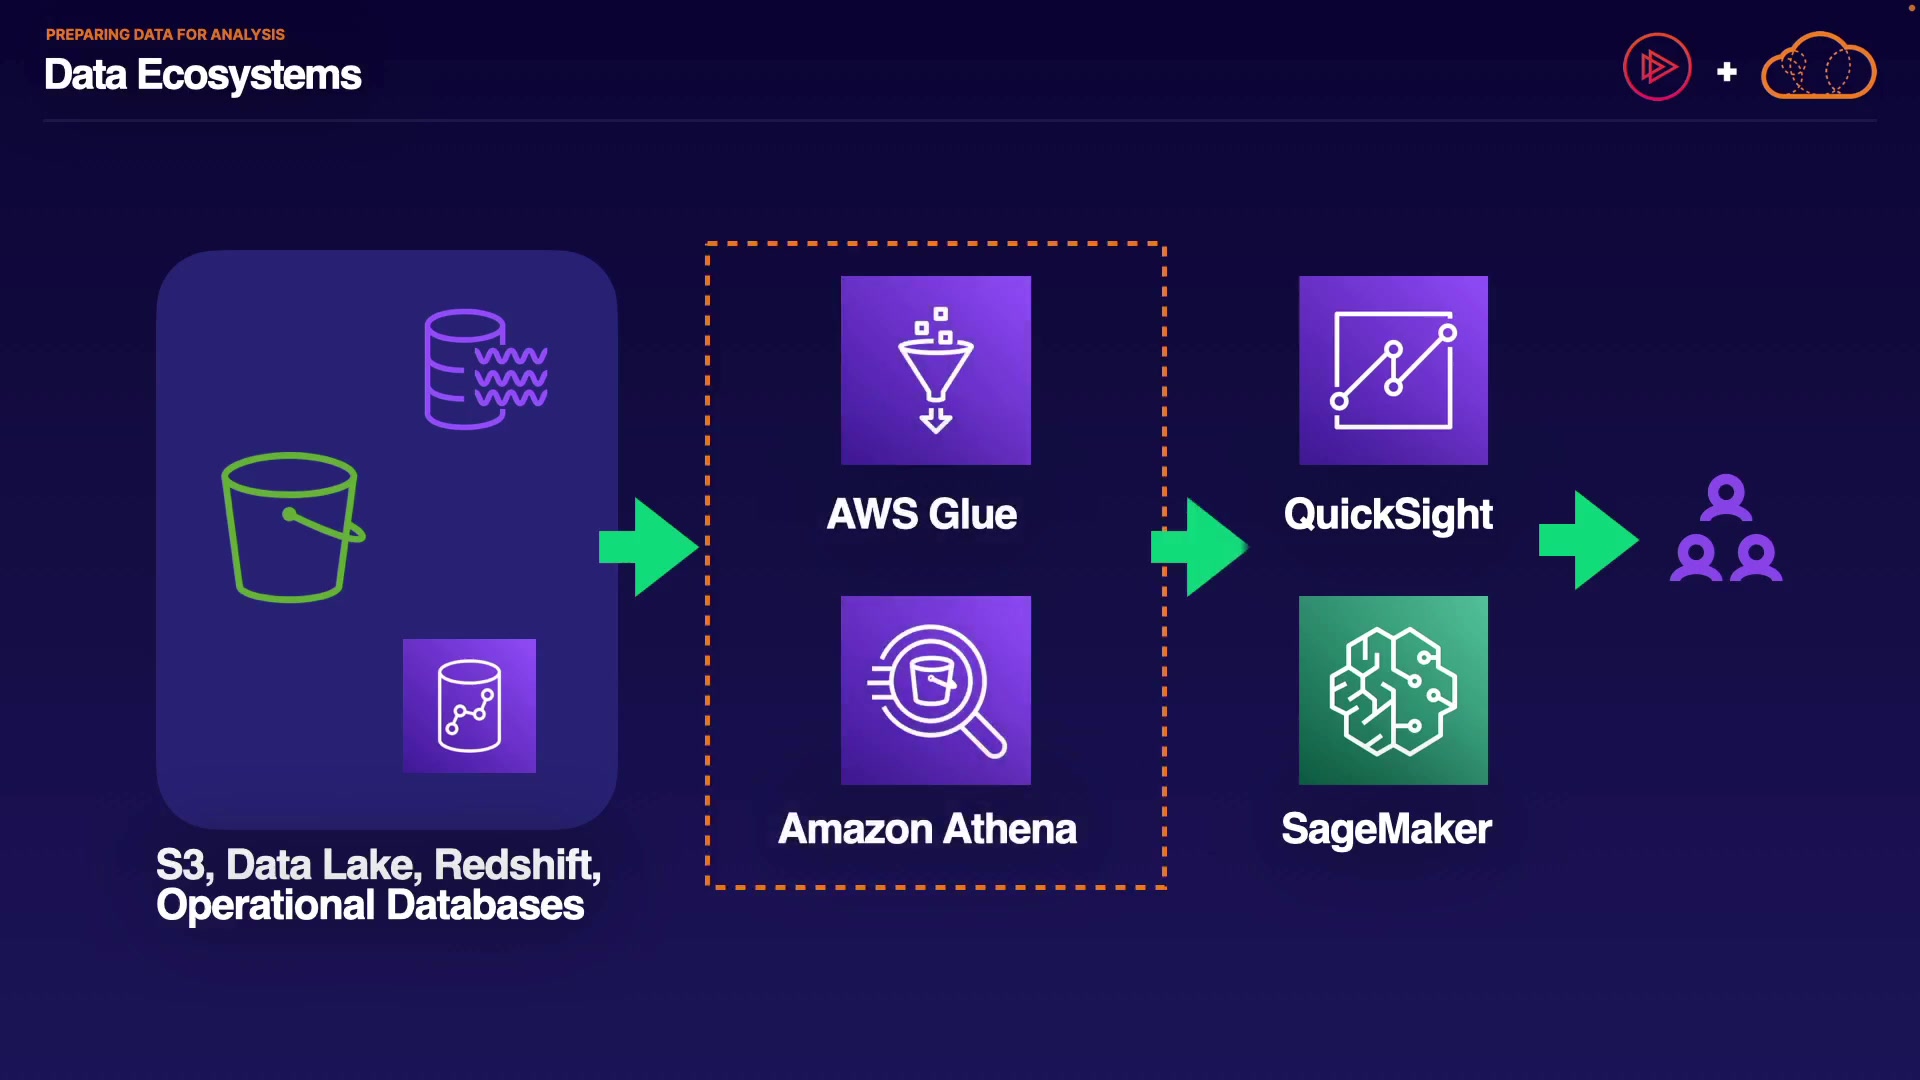 PREPARING DATA FOR ANALYSIS
Data Ecosystems
AWS Glue
QuickSight
Amazon Athena
SageMaker
S3, Data Lake, Redshift,
Operational Databases